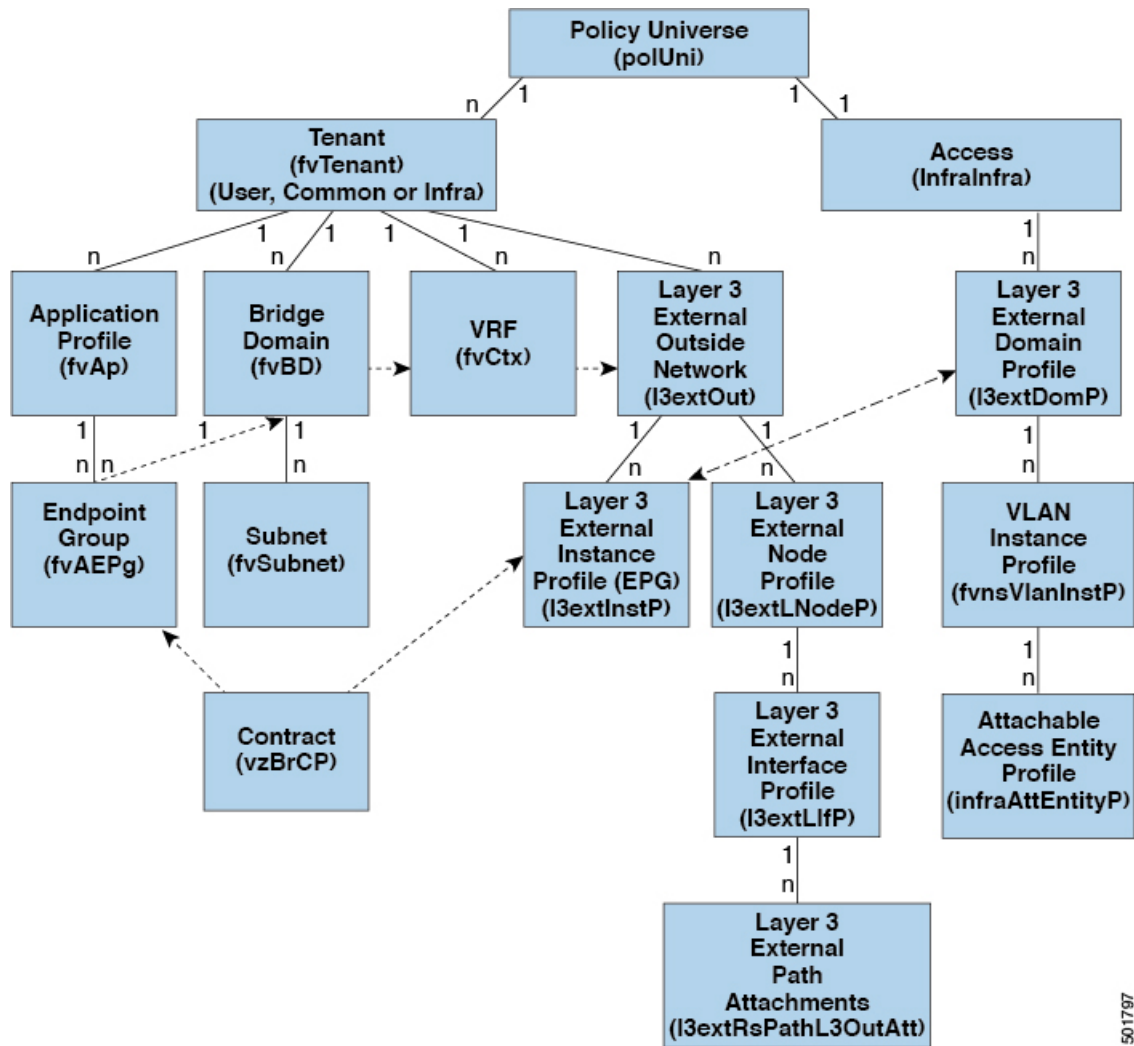 Policy Universe
(polUni)
n
1
1
1
Tenant
(fvTenant)
(User, Common or Infra)
Access
(InfraInfra)
n
1
n
1
1
n
1
n
1
n
Application
Profile
(fvAp)
Bridge
Domain
(fvBD)
VRF
(fvCtx)
Layer 3
External
Outside
Network
(l3extOut)
Layer 3
External
Domain
Profile
(l3extDomP)
1
n
n
1
1
n
1
n
1
n
1
n
Endpoint
Group
(fvAEPg)
Subnet
(fvSubnet)
Layer 3
External
Instance
Profile (EPG)
(l3extInstP)
Layer 3
External
Node
Profile
(l3extLNodeP)
VLAN
Instance
Profile
(fvnsVlanInstP)
1
n
1
n
Contract
(vzBrCP)
Layer 3
External
Interface
Profile
(l3extLIfP)
Attachable
Access Entity
Profile
(infraAttEntityP)
1
n
Layer 3
External
Path
Attachments
(l3extRsPathL3OutAtt)
501797